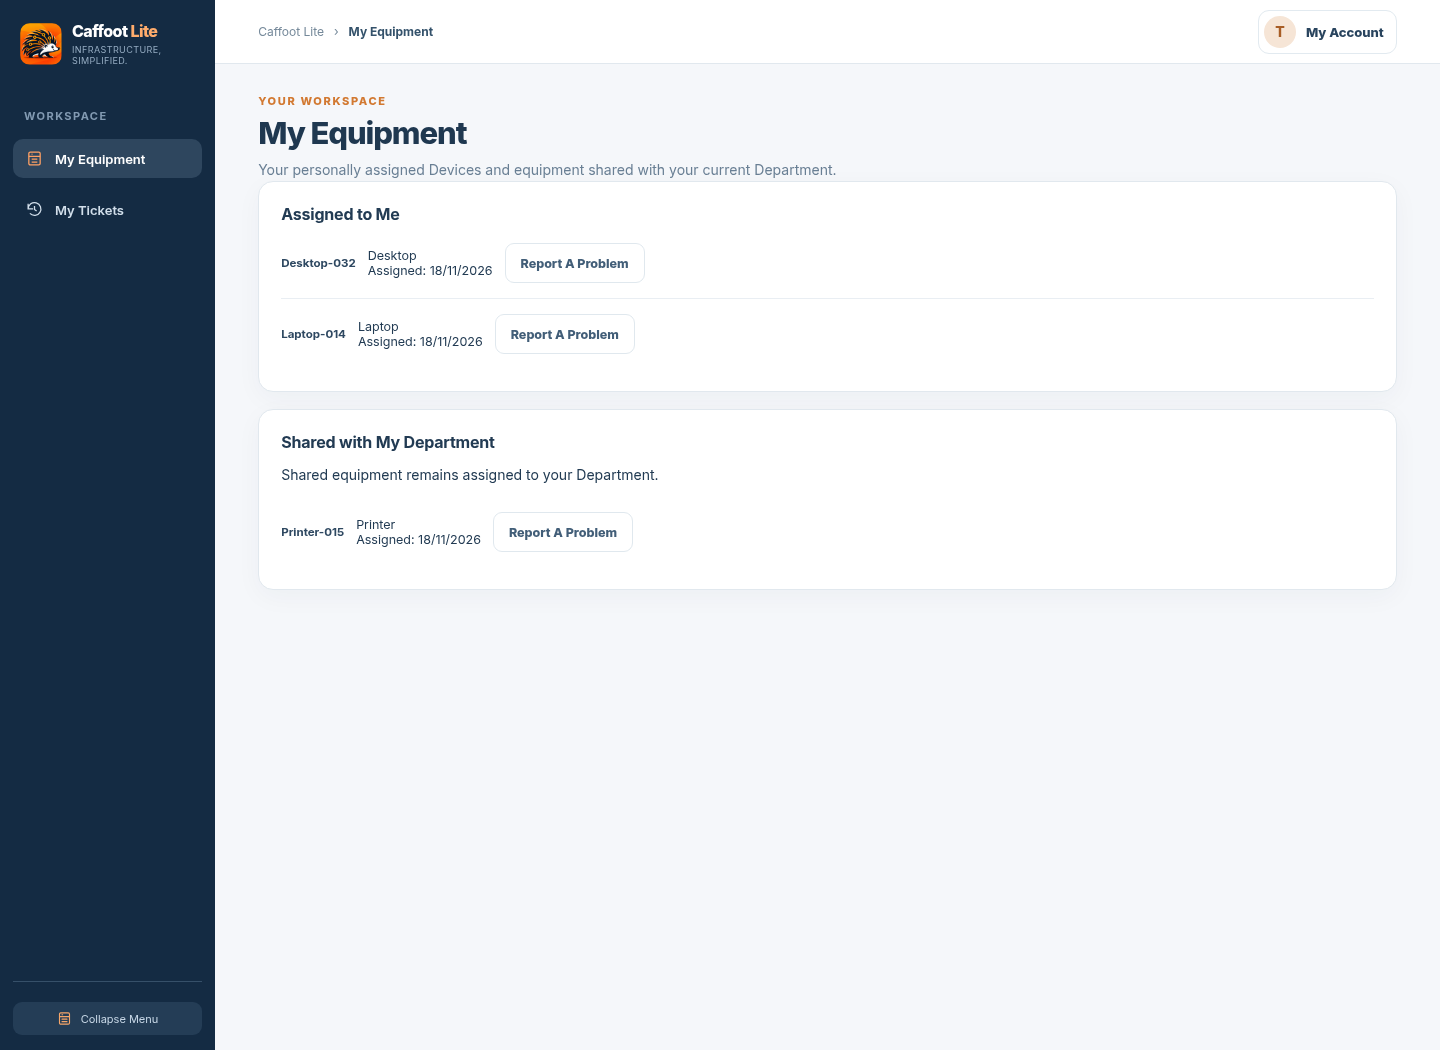 Caffoot Lite
INFRASTRUCTURE,
SIMPLIFIED.
WORKSPACE
My Equipment
My Tickets
Collapse Menu
Caffoot Lite › My Equipment
T My Account
YOUR WORKSPACE
My Equipment
Your personally assigned Devices and equipment shared with your current Department.
Assigned to Me
Desktop-032
Desktop
Assigned: 18/11/2026
Report A Problem
Laptop-014
Laptop
Assigned: 18/11/2026
Report A Problem
Shared with My Department
Shared equipment remains assigned to your Department.
Printer-015
Printer
Assigned: 18/11/2026
Report A Problem